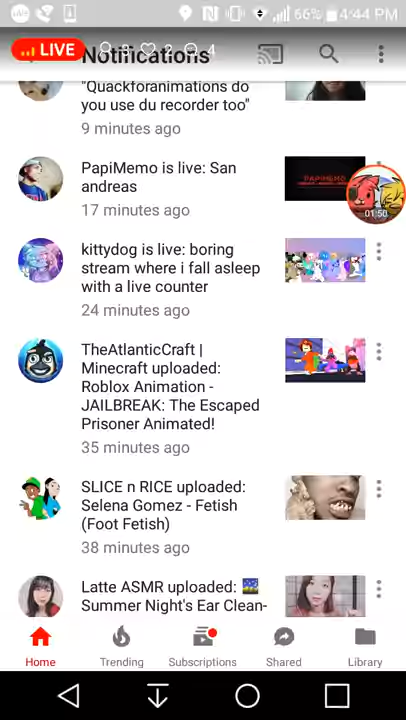 66% 4:44 PM
LIVE
Notifications
3 2 4
"Quackforanimations do
you use du recorder too"
9 minutes ago
PapiMemo is live: San
andreas
17 minutes ago
PAPIMEMO
01:50
kittydog is live: boring
stream where i fall asleep
with a live counter
24 minutes ago
TheAtlanticCraft |
Minecraft uploaded:
Roblox Animation -
JAILBREAK: The Escaped
Prisoner Animated!
35 minutes ago
SLICE n RICE uploaded:
Selena Gomez - Fetish
(Foot Fetish)
38 minutes ago
Latte ASMR uploaded: 🎆
Summer Night's Ear Clean-
Home Trending Subscriptions Shared Library